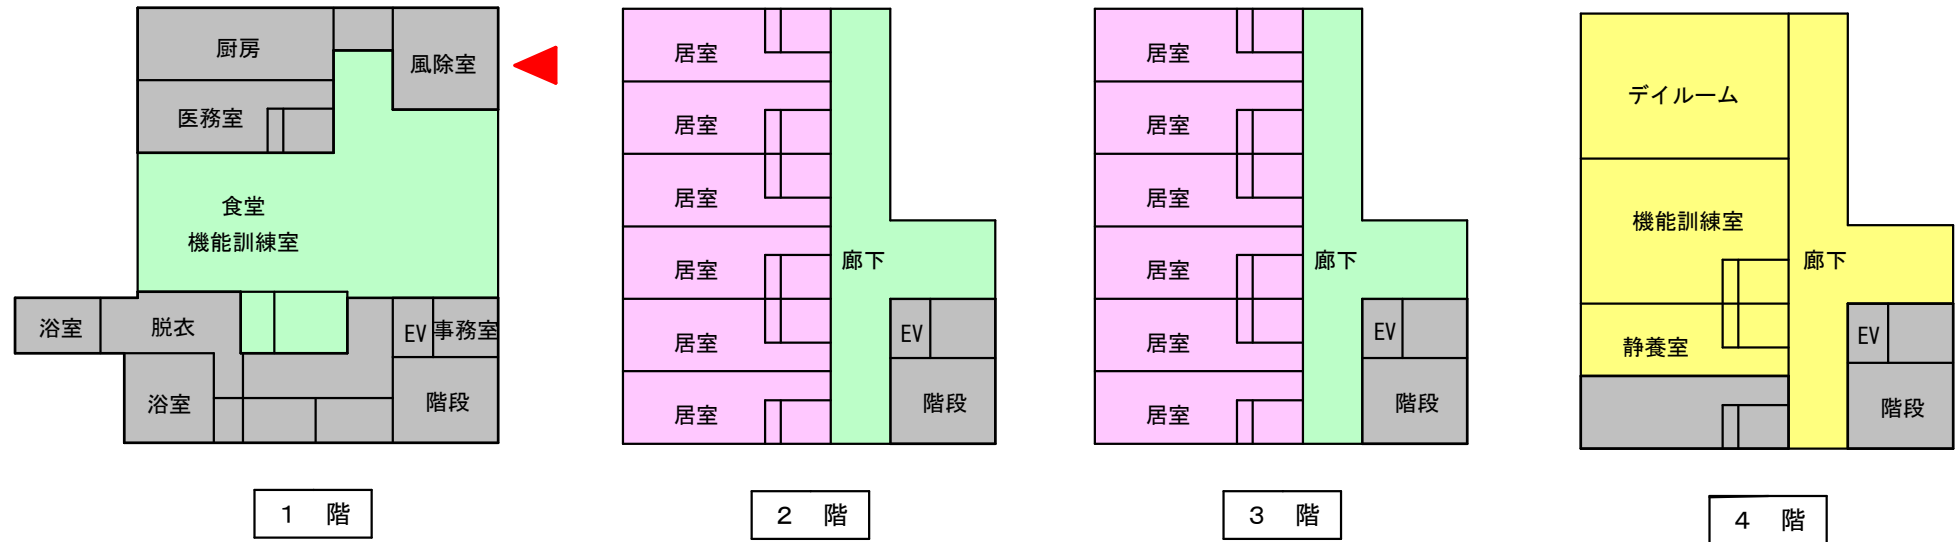 厨房
風除室
医務室
食堂
機能訓練室
浴室
脱衣
EV
事務室
浴室
階段
1 階
居室
居室
居室
居室
廊下
居室
EV
居室
階段
2 階
居室
居室
居室
居室
廊下
居室
EV
居室
階段
3 階
デイルーム
機能訓練室
廊下
静養室
EV
階段
4 階